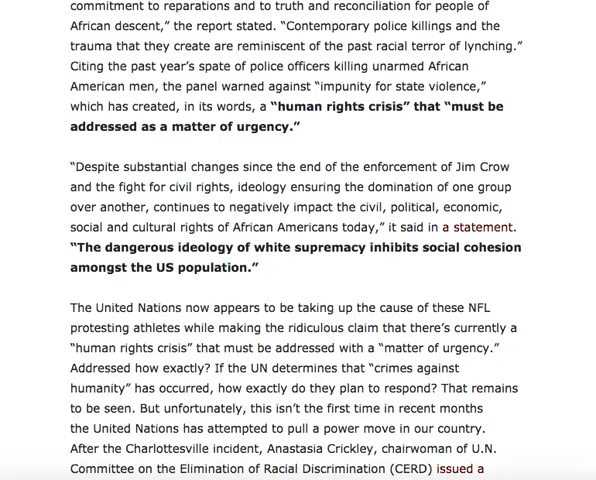 commitment to reparations and to truth and reconciliation for people of
African descent,” the report stated. “Contemporary police killings and the
trauma that they create are reminiscent of the past racial terror of lynching.”
Citing the past year’s spate of police officers killing unarmed African
American men, the panel warned against “impunity for state violence,”
which has created, in its words, a “human rights crisis” that “must be
addressed as a matter of urgency.”
“Despite substantial changes since the end of the enforcement of Jim Crow
and the fight for civil rights, ideology ensuring the domination of one group
over another, continues to negatively impact the civil, political, economic,
social and cultural rights of African Americans today,” it said in a statement.
“The dangerous ideology of white supremacy inhibits social cohesion
amongst the US population.”
The United Nations now appears to be taking up the cause of these NFL
protesting athletes while making the ridiculous claim that there’s currently a
“human rights crisis” that must be addressed with a “matter of urgency.”
Addressed how exactly? If the UN determines that “crimes against
humanity” has occurred, how exactly do they plan to respond? That remains
to be seen. But unfortunately, this isn’t the first time in recent months
the United Nations has attempted to pull a power move in our country.
After the Charlottesville incident, Anastasia Crickley, chairwoman of U.N.
Committee on the Elimination of Racial Discrimination (CERD) issued a